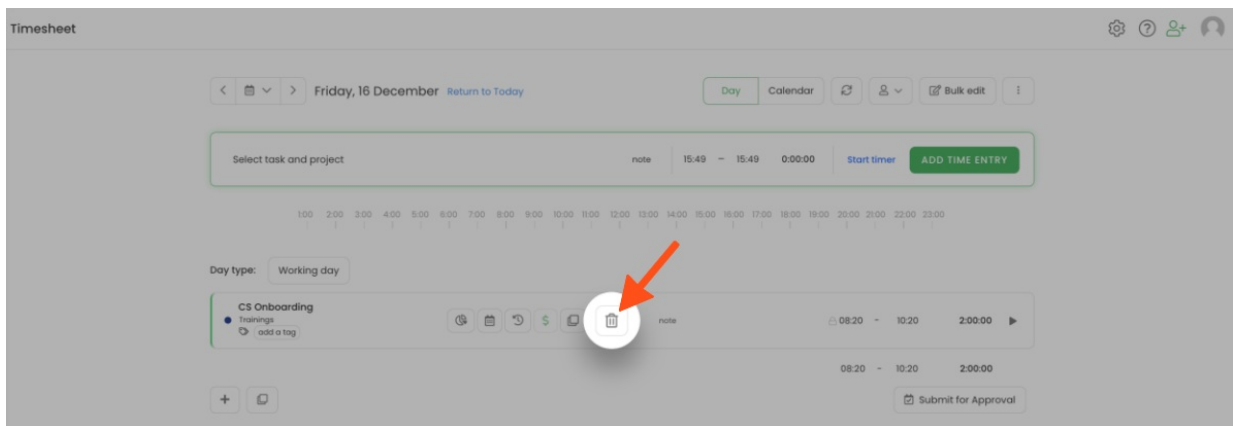 Timesheet
Friday, 16 December Return to Today Day Calendar Bulk edit
Select task and project note 15:49 – 15:49 0:00:00 Start timer ADD TIME ENTRY
1:00 2:00 3:00 4:00 5:00 6:00 7:00 8:00 9:00 10:00 11:00 12:00 13:00 14:00 15:00 16:00 17:00 18:00 19:00 20:00 21:00 22:00 23:00
Day type: Working day
CS Onboarding
Trainings
add a tag
$ note 08:20 - 10:20 2:00:00
08:20 - 10:20 2:00:00
Submit for Approval